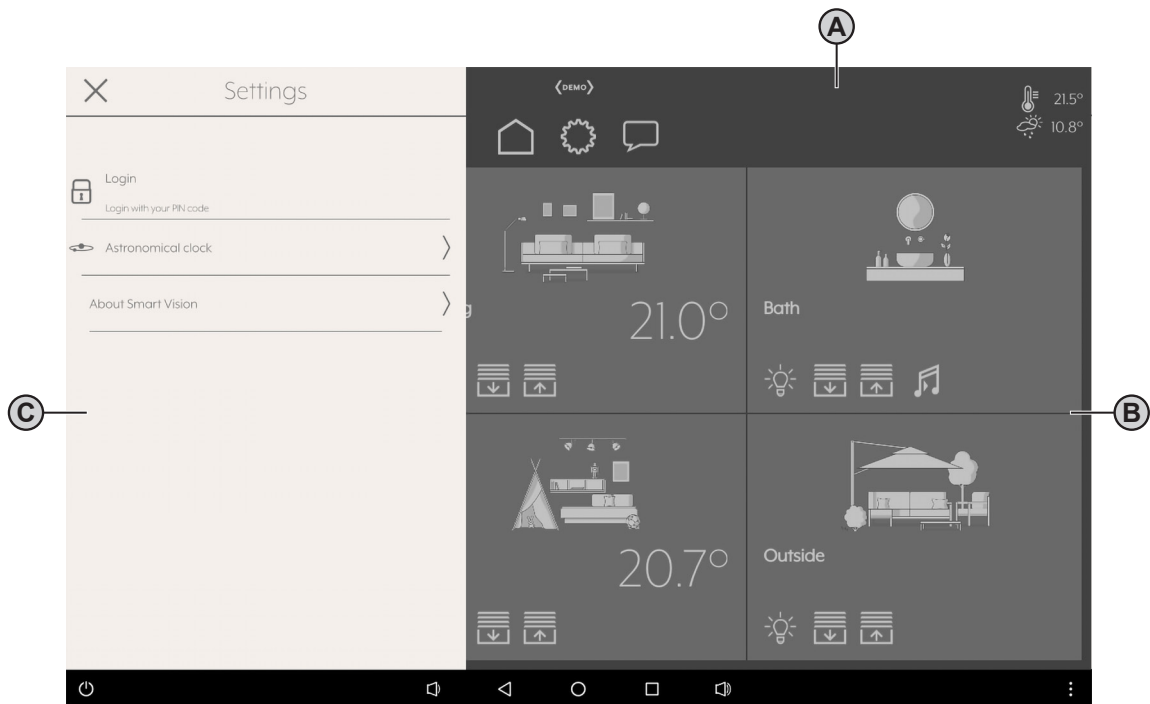 A
Settings
‹DEMO›
21.5°
10.8°
Login
Login with your PIN code
Astronomical clock
About Smart Vision
g
21.0°
Bath
C
B
20.7°
Outside